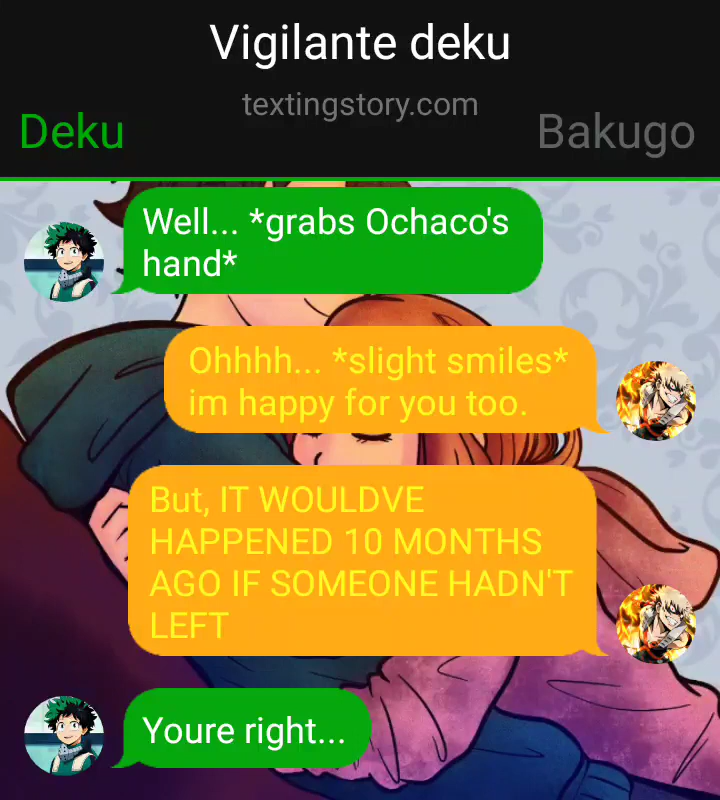 Vigilante deku
textingstory.com
Deku
Bakugo
Well... *grabs Ochaco's
hand*
Ohhhh... *slight smiles*
im happy for you too.
But, IT WOULDVE
HAPPENED 10 MONTHS
AGO IF SOMEONE HADN'T
LEFT
Youre right...